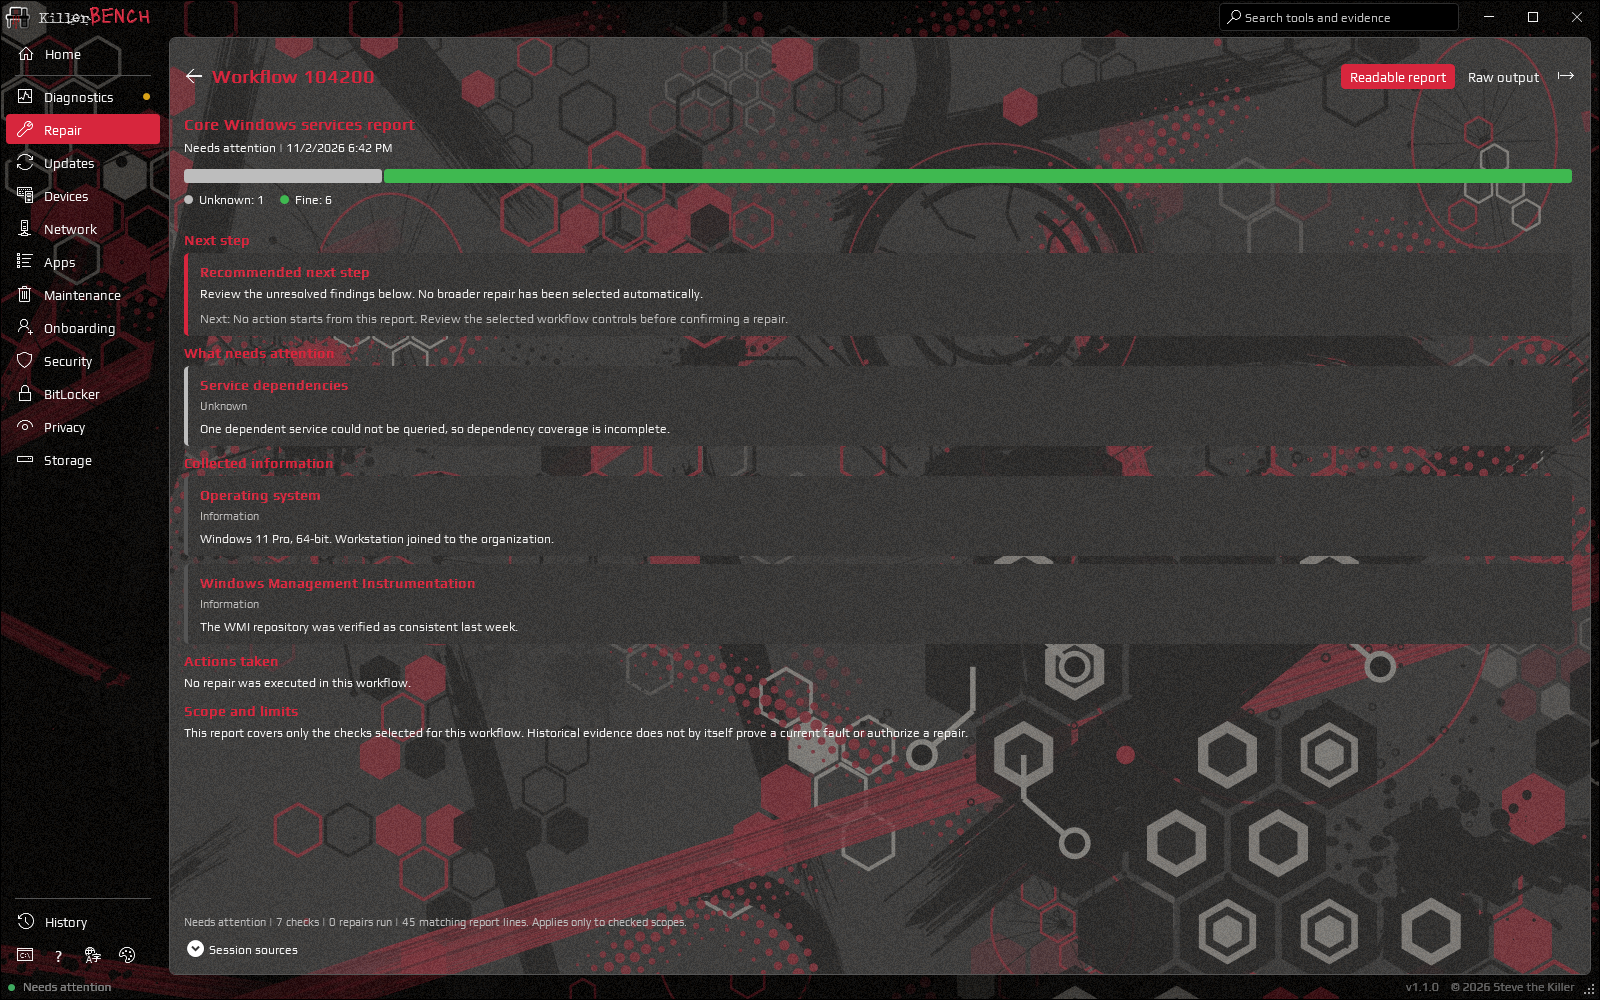 KillerBENCH
Search tools and evidence
Home
Diagnostics
Repair
Updates
Devices
Network
Apps
Maintenance
Onboarding
Security
BitLocker
Privacy
Storage
History
?
Needs attention
Workflow 104200
Readable report
Raw output
Core Windows services report
Needs attention | 11/2/2026 6:42 PM
Unknown: 1
Fine: 6
Next step
Recommended next step
Review the unresolved findings below. No broader repair has been selected automatically.
Next: No action starts from this report. Review the selected workflow controls before confirming a repair.
What needs attention
Service dependencies
Unknown
One dependent service could not be queried, so dependency coverage is incomplete.
Collected information
Operating system
Information
Windows 11 Pro, 64-bit. Workstation joined to the organization.
Windows Management Instrumentation
Information
The WMI repository was verified as consistent last week.
Actions taken
No repair was executed in this workflow.
Scope and limits
This report covers only the checks selected for this workflow. Historical evidence does not by itself prove a current fault or authorize a repair.
Needs attention | 7 checks | 0 repairs run | 45 matching report lines. Applies only to checked scopes.
Session sources
v1.1.0 © 2026 Steve the Killer